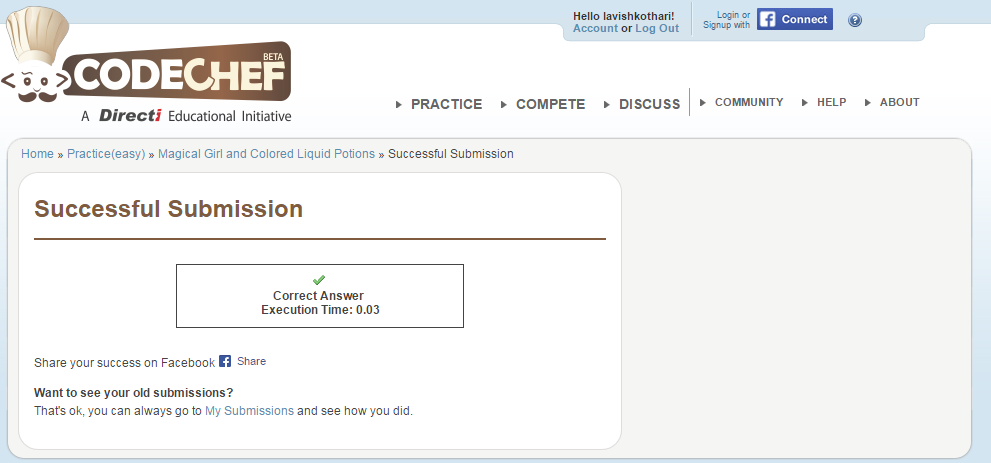 Hello lavishkothari!
Account or Log Out
Login or
Signup with
f Connect
?
CODECHEF
BETA
A Directi Educational Initiative
PRACTICE COMPETE DISCUSS COMMUNITY HELP ABOUT
Home » Practice(easy) » Magical Girl and Colored Liquid Potions » Successful Submission
Successful Submission
Correct Answer
Execution Time: 0.03
Share your success on Facebook f Share
Want to see your old submissions?
That's ok, you can always go to My Submissions and see how you did.